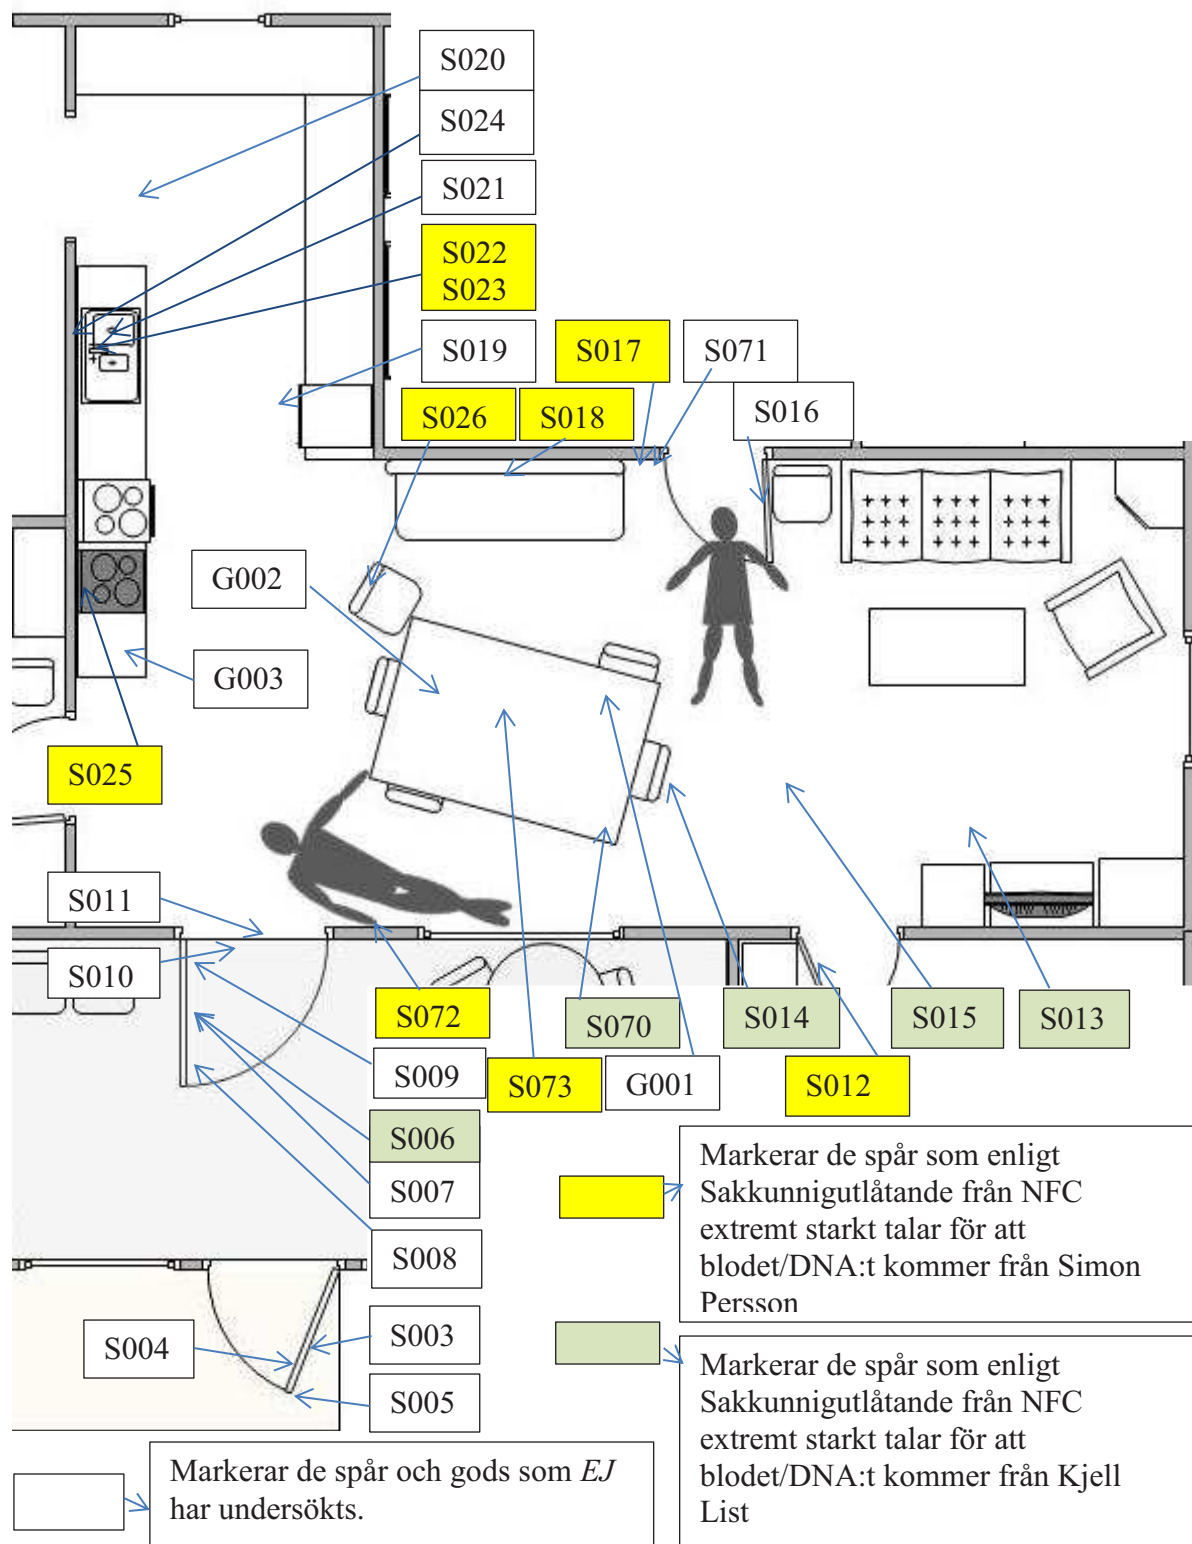 S020
S024
S021
S022
S023
S019
S017
S071
S016
S026
S018
G002
G003
S025
S011
S010
S072
S070
S014
S015
S013
S009
S073
G001
S012
S006
S007
S008
S004
S003
S005
Markerar de spår som enligt
Sakkunnigutlåtande från NFC
extremt starkt talar för att
blodet/DNA:t kommer från Simon
Persson
Markerar de spår som enligt
Sakkunnigutlåtande från NFC
extremt starkt talar för att
blodet/DNA:t kommer från Kjell
List
Markerar de spår och gods som EJ
har undersökts.